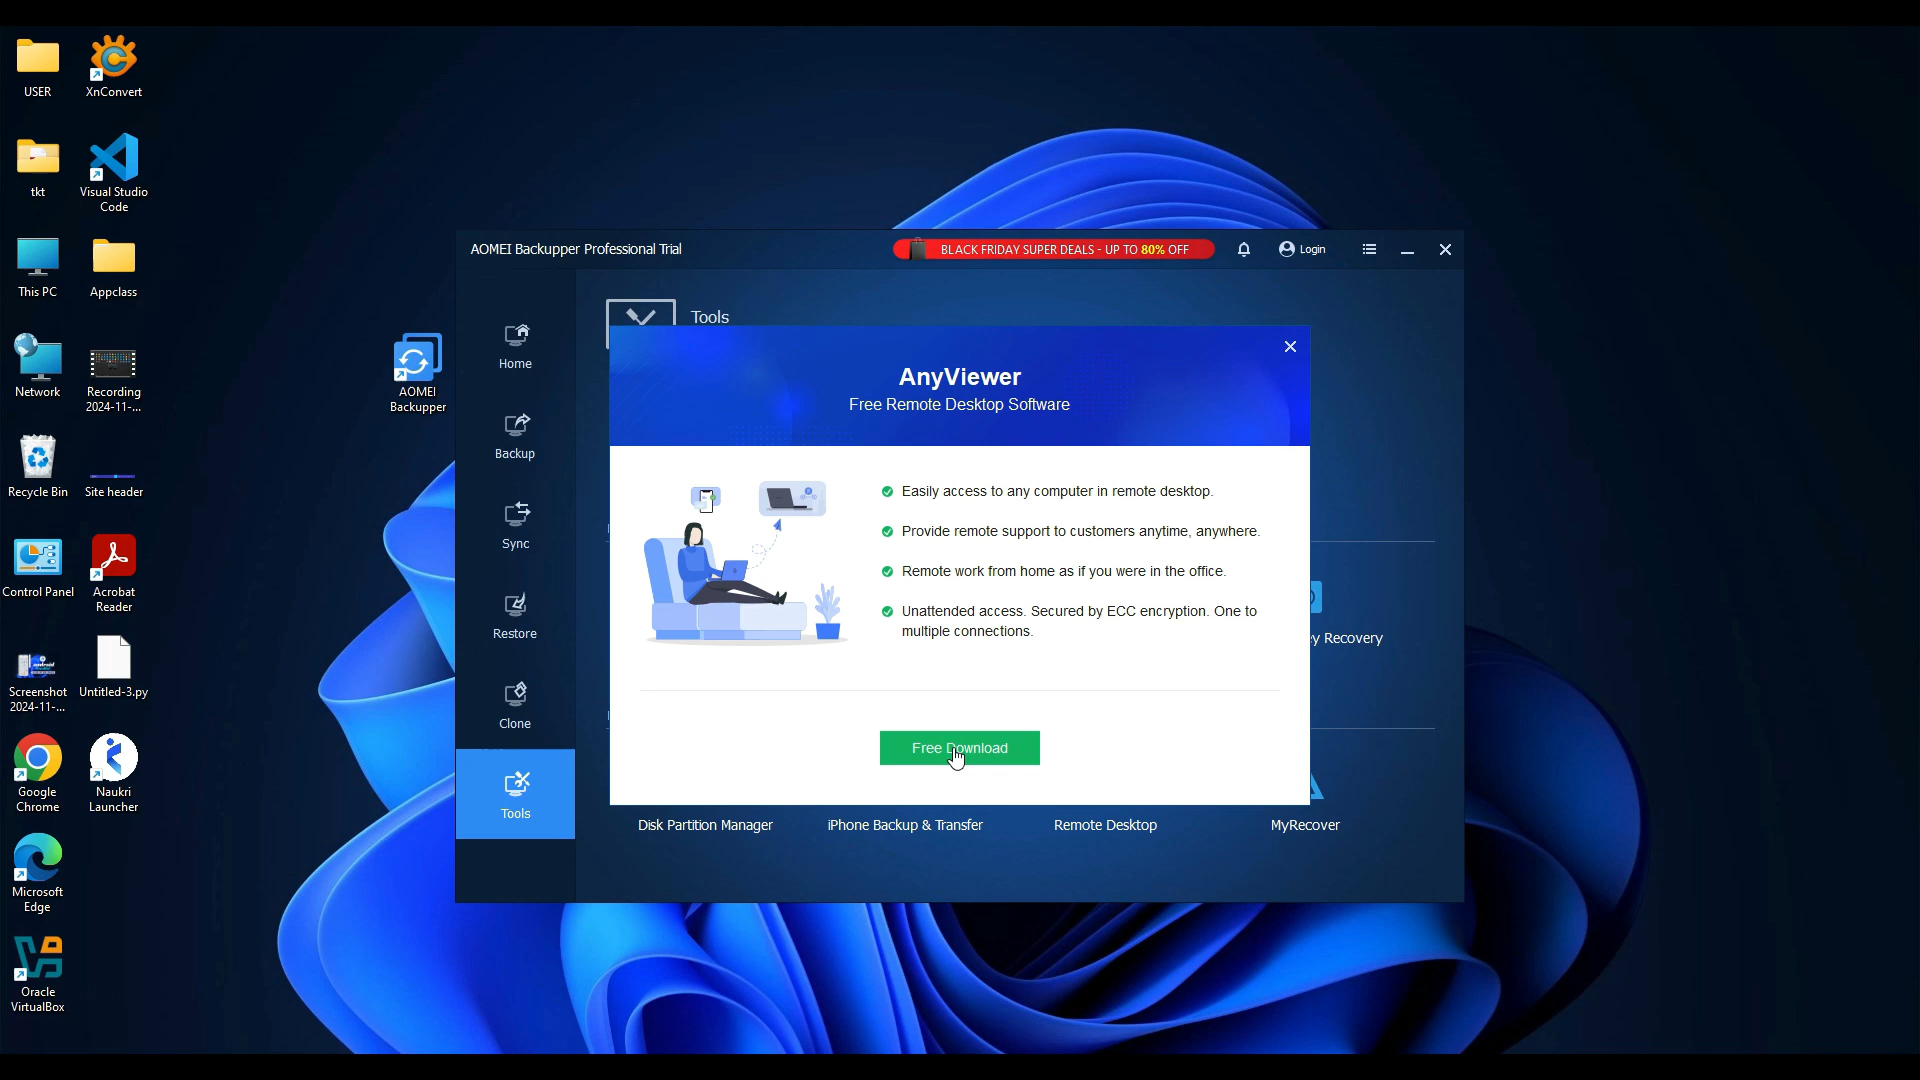 USER
XnConvert
tkt
Visual Studio
Code
This PC
Appclass
Network
Recording
2024-11-...
Recycle Bin
Site header
Control Panel
Acrobat
Reader
Screenshot
2024-11-...
Untitled-3.py
Google
Chrome
Naukri
Launcher
Microsoft
Edge
Oracle
VirtualBox
AOMEI
Backupper
AOMEI Backupper Professional Trial
BLACK FRIDAY SUPER DEALS - UP TO 80% OFF
Login
Home
Backup
Sync
Restore
Clone
Tools
Tools
AnyViewer
Free Remote Desktop Software
Easily access to any computer in remote desktop.
Provide remote support to customers anytime, anywhere.
Remote work from home as if you were in the office.
Unattended access. Secured by ECC encryption. One to
multiple connections.
Free Download
ey Recovery
Disk Partition Manager
iPhone Backup & Transfer
Remote Desktop
MyRecover